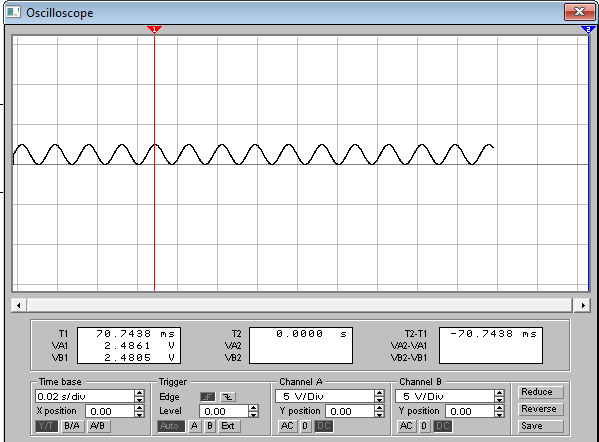 Oscilloscope
1
2
T1 70.7438 ms T2 0.0000 s T2-T1 -70.7438 ms
VA1 2.4861 V VA2 VA2-VA1
VB1 2.4805 V VB2 VB2-VB1
Time base Trigger Channel A Channel B
0.02 s/div Edge 5 V/Div 5 V/Div Reduce
X position 0.00 Level 0.00 Y position 0.00 Y position 0.00 Reverse
Y/T B/A A/B Auto A B Ext AC 0 DC AC 0 DC Save